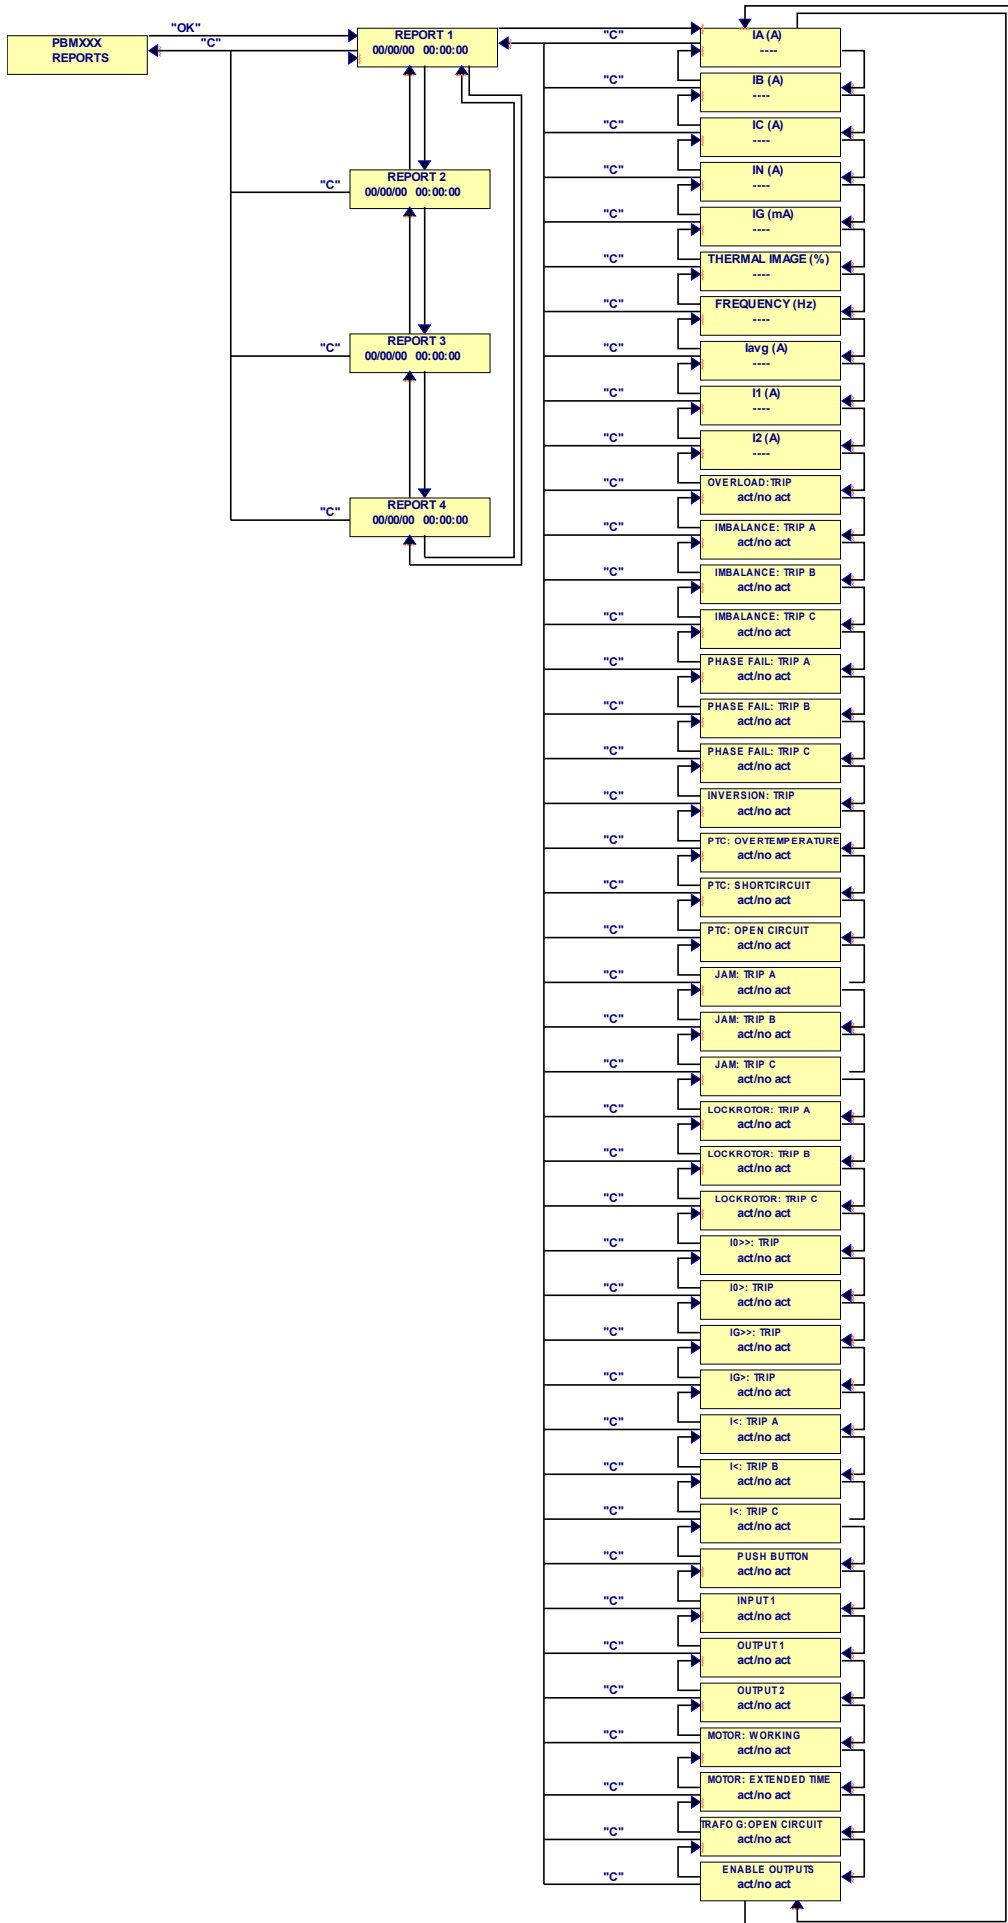 "OK"
PBMXXX
REPORTS
"C"
REPORT 1
00/00/00 00:00:00
"C"
REPORT 2
00/00/00 00:00:00
"C"
REPORT 3
00/00/00 00:00:00
"C"
REPORT 4
00/00/00 00:00:00
"C"
IA (A)
----
"C"
IB (A)
----
"C"
IC (A)
----
"C"
IN (A)
----
"C"
IG (mA)
----
"C"
THERMAL IMAGE (%)
----
"C"
FREQUENCY (Hz)
----
"C"
Iavg (A)
----
"C"
I1 (A)
----
"C"
I2 (A)
----
"C"
OVERLOAD:TRIP
act/no act
"C"
IMBALANCE: TRIP A
act/no act
"C"
IMBALANCE: TRIP B
act/no act
"C"
IMBALANCE: TRIP C
act/no act
"C"
PHASE FAIL: TRIP A
act/no act
"C"
PHASE FAIL: TRIP B
act/no act
"C"
PHASE FAIL: TRIP C
act/no act
"C"
INVERSION: TRIP
act/no act
"C"
PTC: OVERTEMPERATURE
act/no act
"C"
PTC: SHORTCIRCUIT
act/no act
"C"
PTC: OPEN CIRCUIT
act/no act
"C"
JAM: TRIP A
act/no act
"C"
JAM: TRIP B
act/no act
"C"
JAM: TRIP C
act/no act
"C"
LOCKROTOR: TRIP A
act/no act
"C"
LOCKROTOR: TRIP B
act/no act
"C"
LOCKROTOR: TRIP C
act/no act
"C"
I0>>: TRIP
act/no act
"C"
I0>: TRIP
act/no act
"C"
IG>>: TRIP
act/no act
"C"
IG>: TRIP
act/no act
"C"
I<: TRIP A
act/no act
"C"
I<: TRIP B
act/no act
"C"
I<: TRIP C
act/no act
"C"
PUSH BUTTON
act/no act
"C"
INPUT 1
act/no act
"C"
OUTPUT 1
act/no act
"C"
OUTPUT 2
act/no act
"C"
MOTOR: WORKING
act/no act
"C"
MOTOR: EXTENDED TIME
act/no act
"C"
TRAFO G:OPEN CIRCUIT
act/no act
"C"
ENABLE OUTPUTS
act/no act